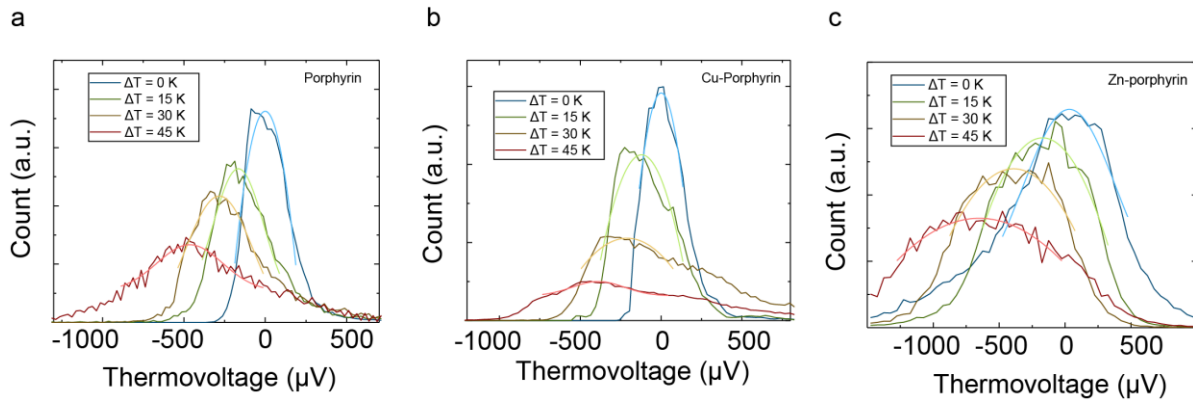 a
Porphyrin
ΔT = 0 K
ΔT = 15 K
ΔT = 30 K
ΔT = 45 K
Count (a.u.)
-1000 -500 0 500
Thermovoltage (µV)
b
Cu-Porphyrin
ΔT = 0 K
ΔT = 15 K
ΔT = 30 K
ΔT = 45 K
Count (a.u.)
-1000 -500 0 500
Thermovoltage (µV)
c
Zn-porphyrin
ΔT = 0 K
ΔT = 15 K
ΔT = 30 K
ΔT = 45 K
Count (a.u.)
-1000 -500 0 500
Thermovoltage (µV)